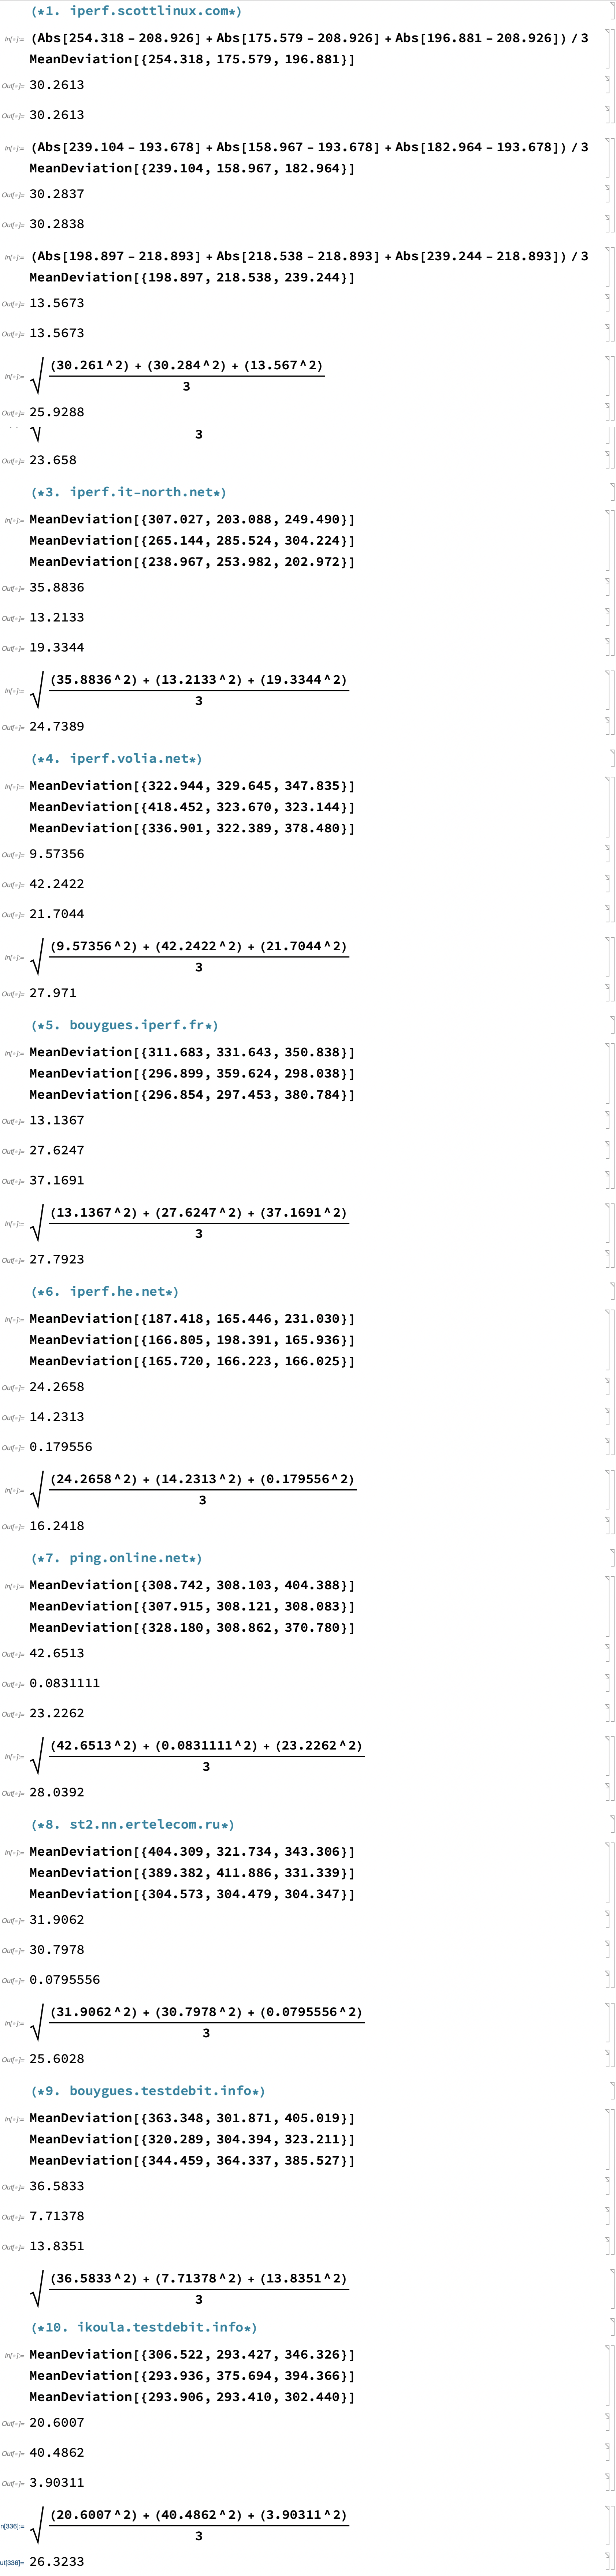 (*1. iperf.scottlinux.com*)
In[◦]:= (Abs[254.318 – 208.926] + Abs[175.579 – 208.926] + Abs[196.881 – 208.926]) / 3
MeanDeviation[{254.318, 175.579, 196.881}]
Out[◦]= 30.2613
Out[◦]= 30.2613
In[◦]:= (Abs[239.104 – 193.678] + Abs[158.967 – 193.678] + Abs[182.964 – 193.678]) / 3
MeanDeviation[{239.104, 158.967, 182.964}]
Out[◦]= 30.2837
Out[◦]= 30.2838
In[◦]:= (Abs[198.897 – 218.893] + Abs[218.538 – 218.893] + Abs[239.244 – 218.893]) / 3
MeanDeviation[{198.897, 218.538, 239.244}]
Out[◦]= 13.5673
Out[◦]= 13.5673
In[◦]:= √ (30.261^2) + (30.284^2) + (13.567^2)
3
Out[◦]= 25.9288
√ 3
Out[◦]= 23.658
(*3. iperf.it-north.net*)
In[◦]:= MeanDeviation[{307.027, 203.088, 249.490}]
MeanDeviation[{265.144, 285.524, 304.224}]
MeanDeviation[{238.967, 253.982, 202.972}]
Out[◦]= 35.8836
Out[◦]= 13.2133
Out[◦]= 19.3344
In[◦]:= √ (35.8836^2) + (13.2133^2) + (19.3344^2)
3
Out[◦]= 24.7389
(*4. iperf.volia.net*)
In[◦]:= MeanDeviation[{322.944, 329.645, 347.835}]
MeanDeviation[{418.452, 323.670, 323.144}]
MeanDeviation[{336.901, 322.389, 378.480}]
Out[◦]= 9.57356
Out[◦]= 42.2422
Out[◦]= 21.7044
In[◦]:= √ (9.57356^2) + (42.2422^2) + (21.7044^2)
3
Out[◦]= 27.971
(*5. bouygues.iperf.fr*)
In[◦]:= MeanDeviation[{311.683, 331.643, 350.838}]
MeanDeviation[{296.899, 359.624, 298.038}]
MeanDeviation[{296.854, 297.453, 380.784}]
Out[◦]= 13.1367
Out[◦]= 27.6247
Out[◦]= 37.1691
In[◦]:= √ (13.1367^2) + (27.6247^2) + (37.1691^2)
3
Out[◦]= 27.7923
(*6. iperf.he.net*)
In[◦]:= MeanDeviation[{187.418, 165.446, 231.030}]
MeanDeviation[{166.805, 198.391, 165.936}]
MeanDeviation[{165.720, 166.223, 166.025}]
Out[◦]= 24.2658
Out[◦]= 14.2313
Out[◦]= 0.179556
In[◦]:= √ (24.2658^2) + (14.2313^2) + (0.179556^2)
3
Out[◦]= 16.2418
(*7. ping.online.net*)
In[◦]:= MeanDeviation[{308.742, 308.103, 404.388}]
MeanDeviation[{307.915, 308.121, 308.083}]
MeanDeviation[{328.180, 308.862, 370.780}]
Out[◦]= 42.6513
Out[◦]= 0.0831111
Out[◦]= 23.2262
In[◦]:= √ (42.6513^2) + (0.0831111^2) + (23.2262^2)
3
Out[◦]= 28.0392
(*8. st2.nn.ertelecom.ru*)
In[◦]:= MeanDeviation[{404.309, 321.734, 343.306}]
MeanDeviation[{389.382, 411.886, 331.339}]
MeanDeviation[{304.573, 304.479, 304.347}]
Out[◦]= 31.9062
Out[◦]= 30.7978
Out[◦]= 0.0795556
In[◦]:= √ (31.9062^2) + (30.7978^2) + (0.0795556^2)
3
Out[◦]= 25.6028
(*9. bouygues.testdebit.info*)
In[◦]:= MeanDeviation[{363.348, 301.871, 405.019}]
MeanDeviation[{320.289, 304.394, 323.211}]
MeanDeviation[{344.459, 364.337, 385.527}]
Out[◦]= 36.5833
Out[◦]= 7.71378
Out[◦]= 13.8351
√ (36.5833^2) + (7.71378^2) + (13.8351^2)
3
(*10. ikoula.testdebit.info*)
In[◦]:= MeanDeviation[{306.522, 293.427, 346.326}]
MeanDeviation[{293.936, 375.694, 394.366}]
MeanDeviation[{293.906, 293.410, 302.440}]
Out[◦]= 20.6007
Out[◦]= 40.4862
Out[◦]= 3.90311
n[336]:= √ (20.6007^2) + (40.4862^2) + (3.90311^2)
3
ut[336]= 26.3233